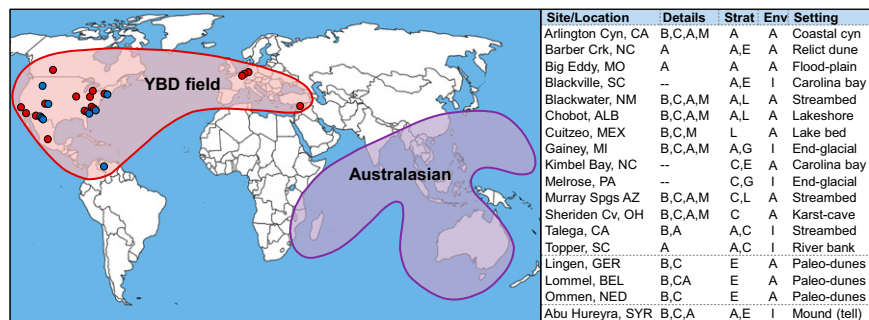 YBD field
Australasian
Site/Location Details Strat Env Setting
Arlington Cyn, CA B,C,A,M A A Coastal cyn
Barber Crk, NC A A,E A Relict dune
Big Eddy, MO A A A Flood-plain
Blackville, SC -- A,E I Carolina bay
Blackwater, NM B,C,A,M A,L A Streambed
Chobot, ALB B,C,A,M A,L A Lakeshore
Cuitzeo, MEX B,C,M L A Lake bed
Gainey, MI B,C,A,M A,G I End-glacial
Kimbel Bay, NC -- C,E A Carolina bay
Melrose, PA -- C,G I End-glacial
Murray Spgs AZ B,C,A,M C,L A Streambed
Sheriden Cv, OH B,C,A,M C A Karst-cave
Talega, CA B,A A,C I Streambed
Topper, SC A A,C I River bank
Lingen, GER B,C E A Paleo-dunes
Lommel, BEL B,CA E A Paleo-dunes
Ommen, NED B,C E A Paleo-dunes
Abu Hureyra, SYR B,C,A A,E I Mound (tell)